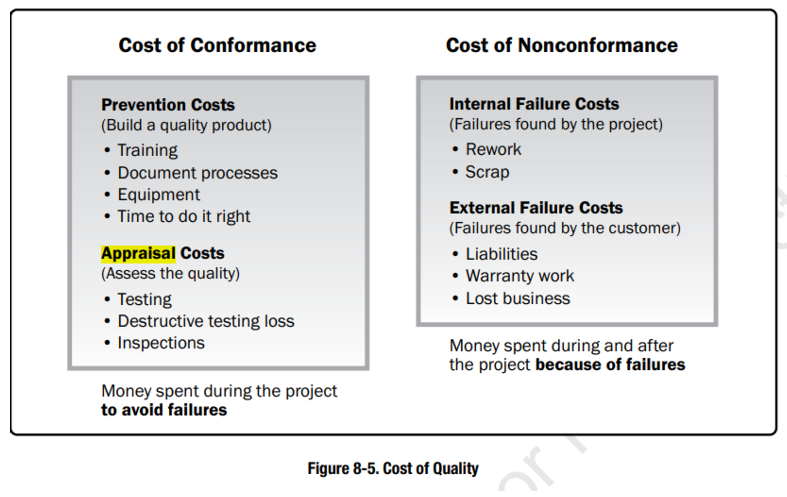 Cost of Conformance
Prevention Costs
(Build a quality product)
• Training
• Document processes
• Equipment
• Time to do it right
Appraisal Costs
(Assess the quality)
• Testing
• Destructive testing loss
• Inspections
Money spent during the project
to avoid failures
Cost of Nonconformance
Internal Failure Costs
(Failures found by the project)
• Rework
• Scrap
External Failure Costs
(Failures found by the customer)
• Liabilities
• Warranty work
• Lost business
Money spent during and after
the project because of failures
Figure 8-5. Cost of Quality